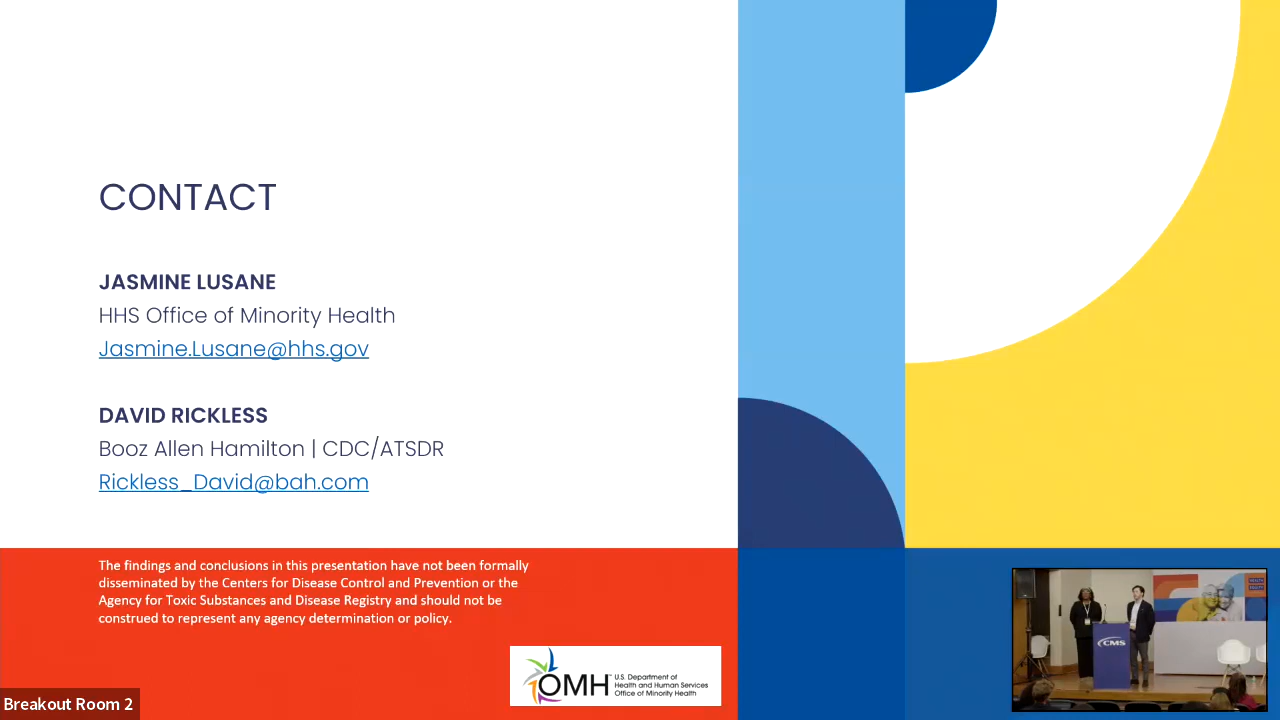 CONTACT
JASMINE LUSANE
HHS Office of Minority Health
Jasmine.Lusane@hhs.gov
DAVID RICKLESS
Booz Allen Hamilton | CDC/ATSDR
Rickless_David@bah.com
The findings and conclusions in this presentation have not been formally
disseminated by the Centers for Disease Control and Prevention or the
Agency for Toxic Substances and Disease Registry and should not be
construed to represent any agency determination or policy.
OMH
U.S. Department of
Health and Human Services
Office of Minority Health
CMS
Breakout Room 2